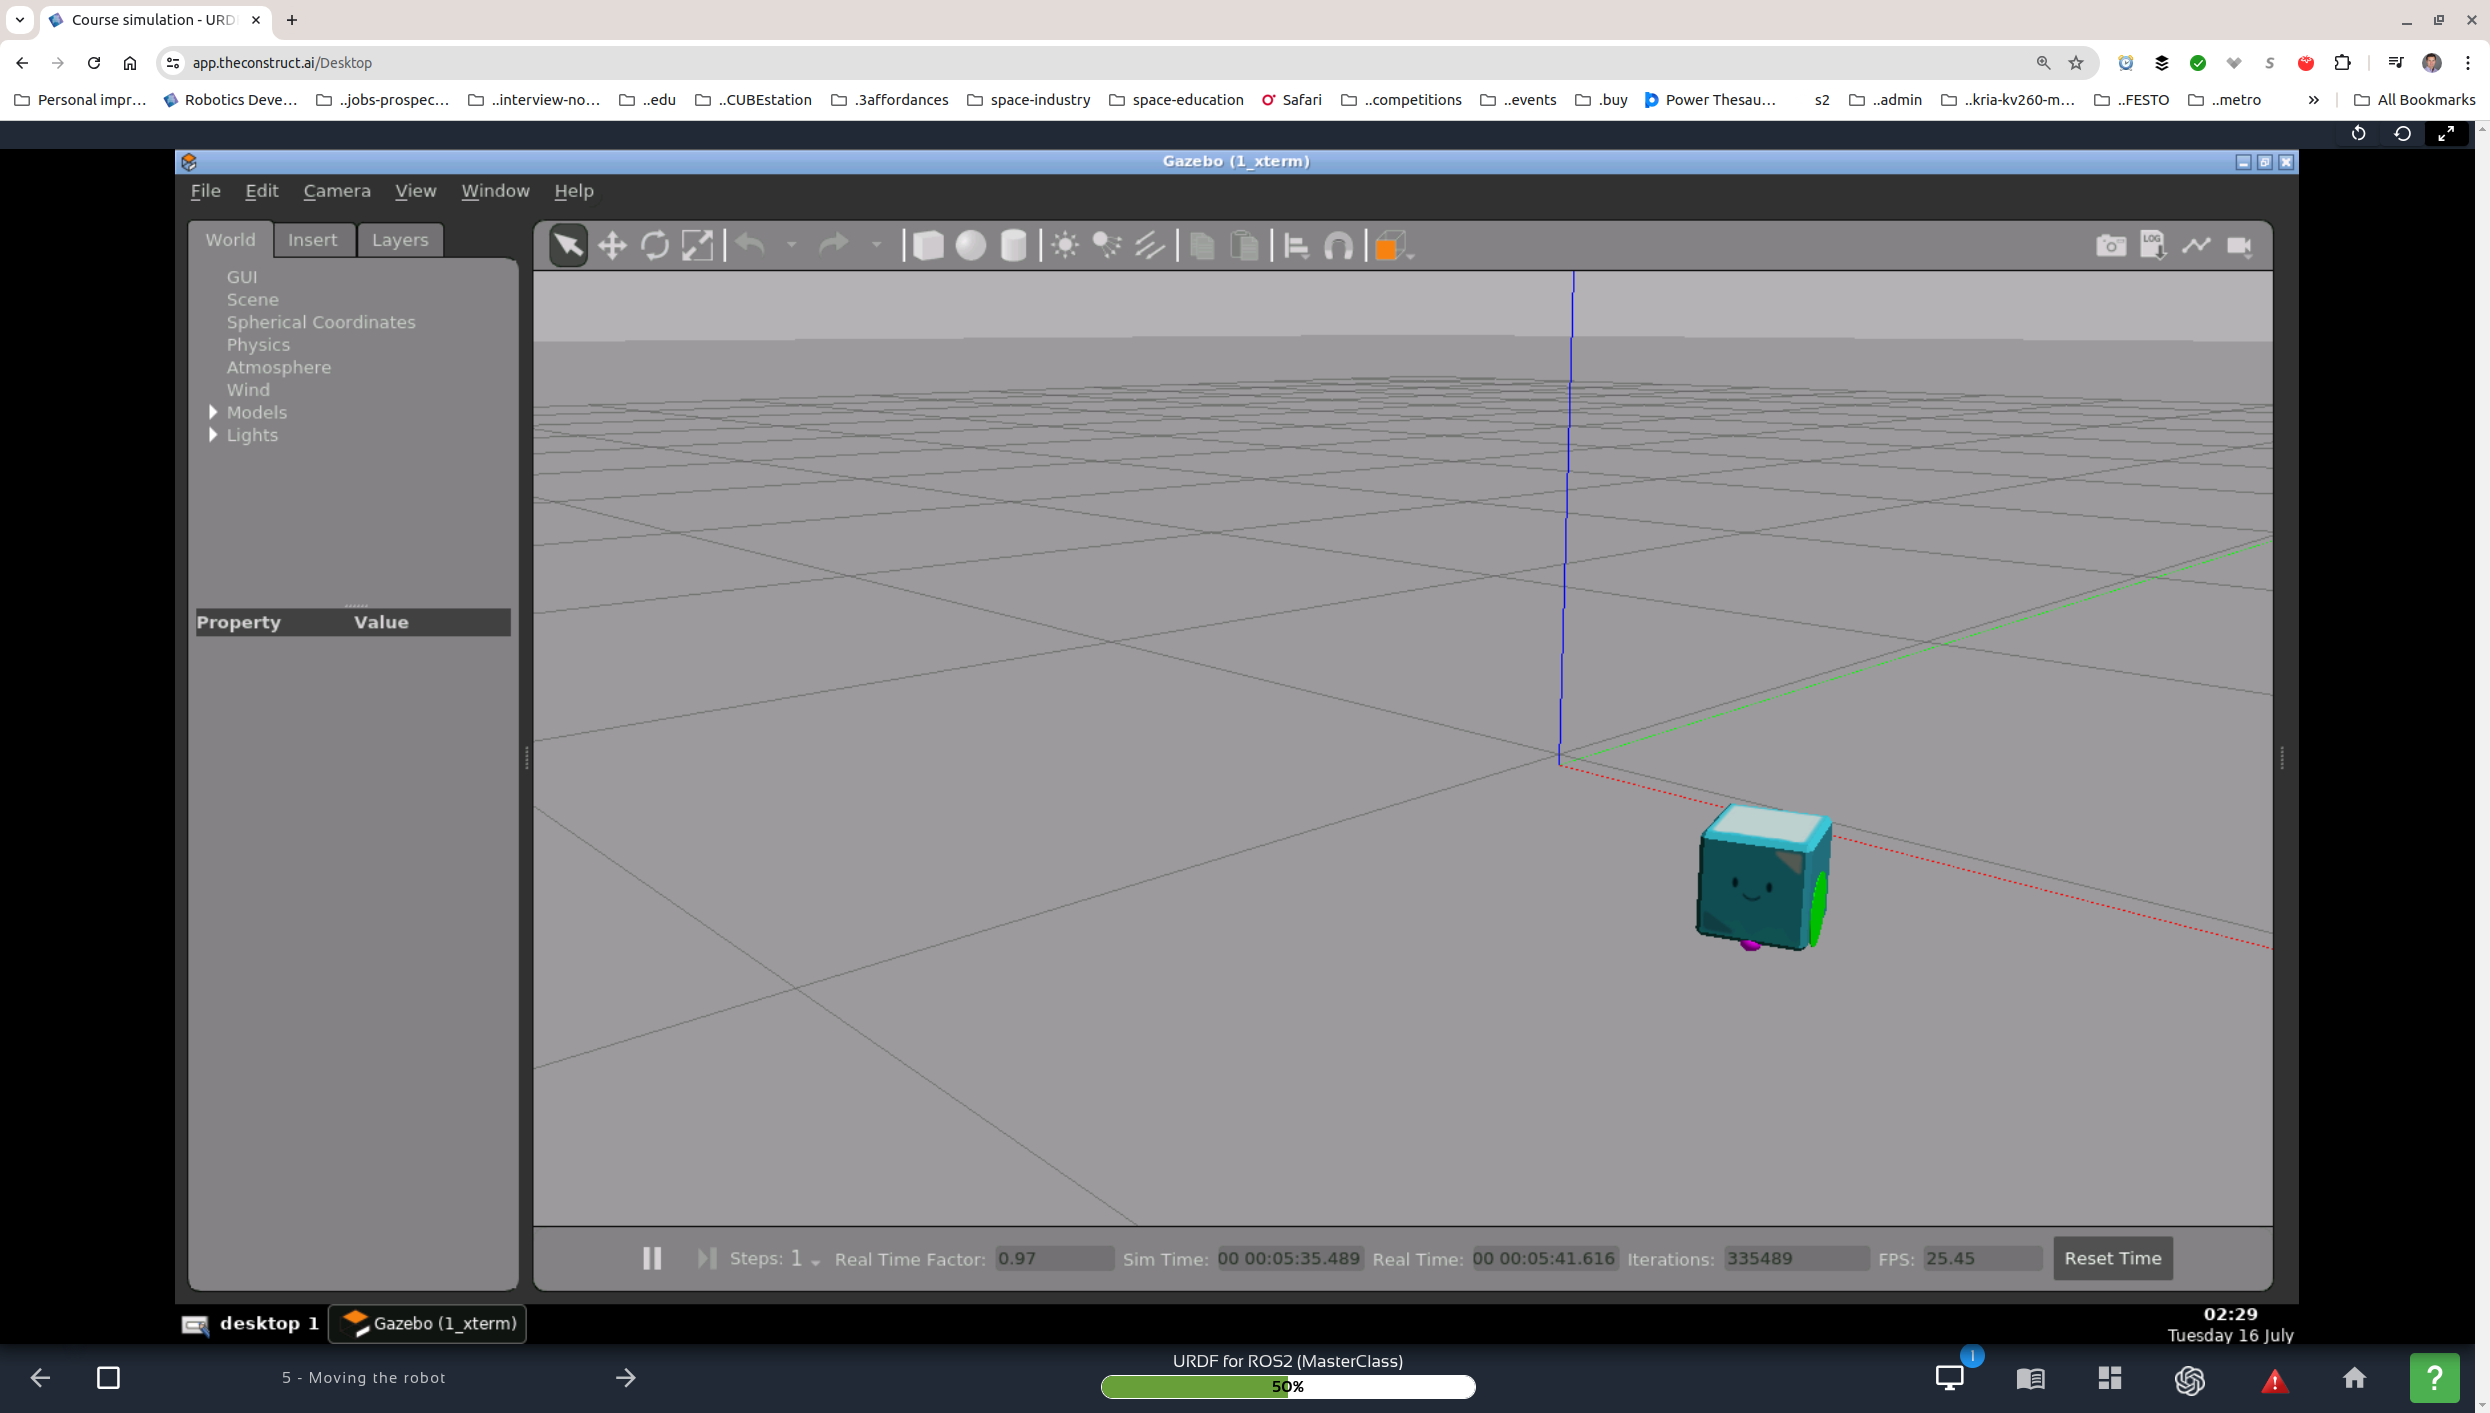 Course simulation - URD
app.theconstruct.ai/Desktop
Personal impr... Robotics Deve... ..jobs-prospec... ..interview-no... ..edu ..CUBEstation .3affordances space-industry space-education Safari ..competitions ..events .buy Power Thesau... s2 ..admin ..kria-kv260-m... ..FESTO ..metro » All Bookmarks
Gazebo (1_xterm)
File Edit Camera View Window Help
World Insert Layers
LOG
GUI
Scene
Spherical Coordinates
Physics
Atmosphere
Wind
Models
Lights
Property Value
Steps: 1 Real Time Factor: 0.97 Sim Time: 00 00:05:35.489 Real Time: 00 00:05:41.616 Iterations: 335489 FPS: 25.45 Reset Time
desktop 1 Gazebo (1_xterm)
02:29
Tuesday 16 July
5 - Moving the robot
URDF for ROS2 (MasterClass)
50%
1
?